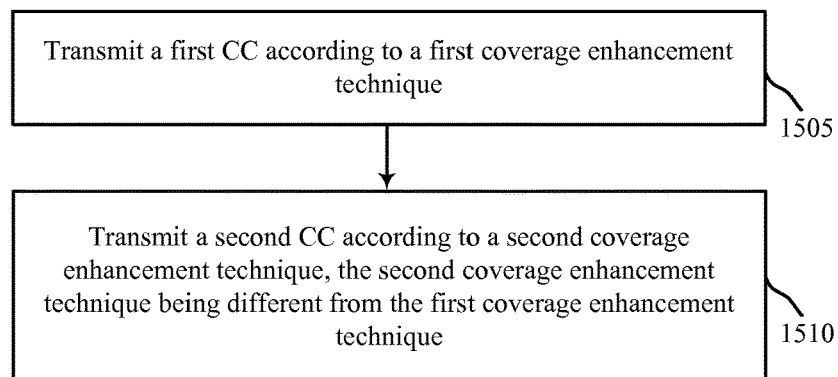 Transmit a first CC according to a first coverage enhancement
technique
1505
Transmit a second CC according to a second coverage
enhancement technique, the second coverage enhancement
technique being different from the first coverage enhancement
technique
1510